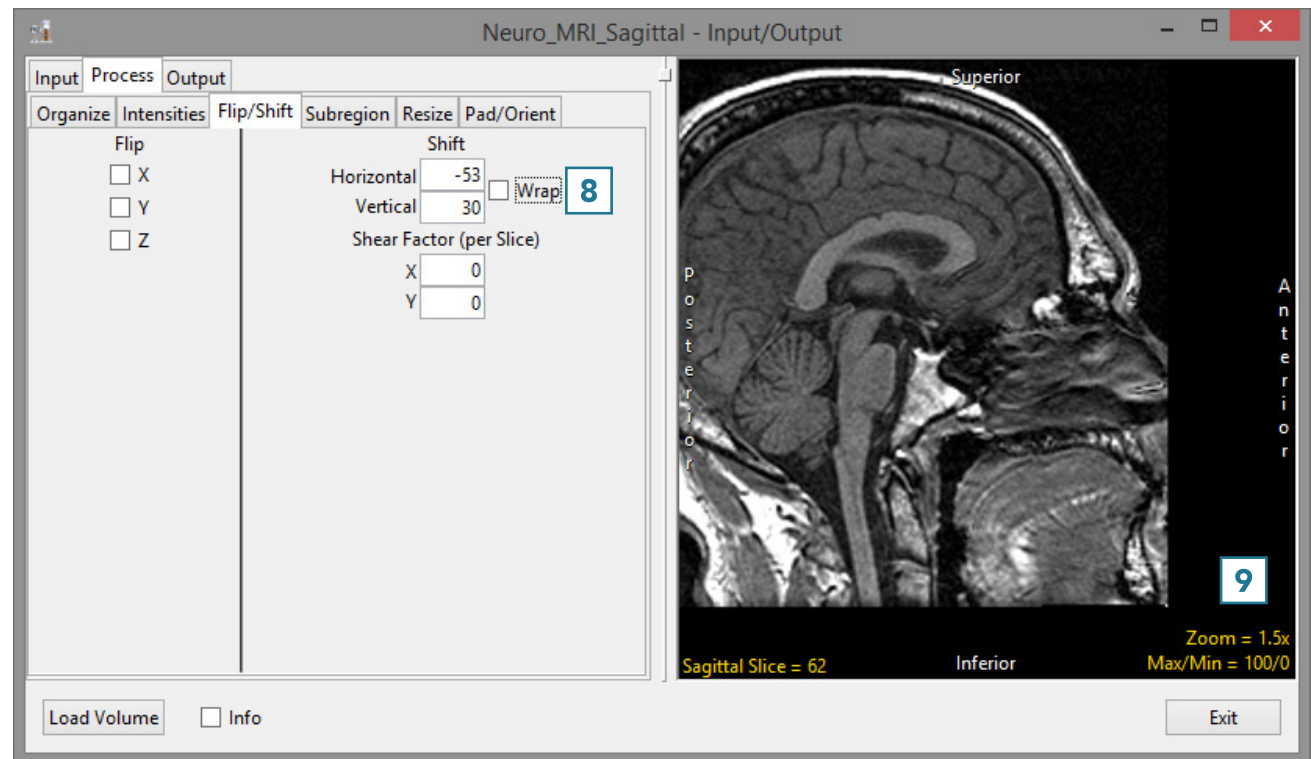 Neuro_MRI_Sagittal - Input/Output
Input Process Output
Organize Intensities Flip/Shift Subregion Resize Pad/Orient
Flip
X
Y
Z
Shift
Horizontal -53
Vertical 30
Wrap
8
Shear Factor (per Slice)
X 0
Y 0
Superior
Posterior
Anterior
9
Zoom = 1.5x
Sagittal Slice = 62
Inferior
Max/Min = 100/0
Load Volume
Info
Exit